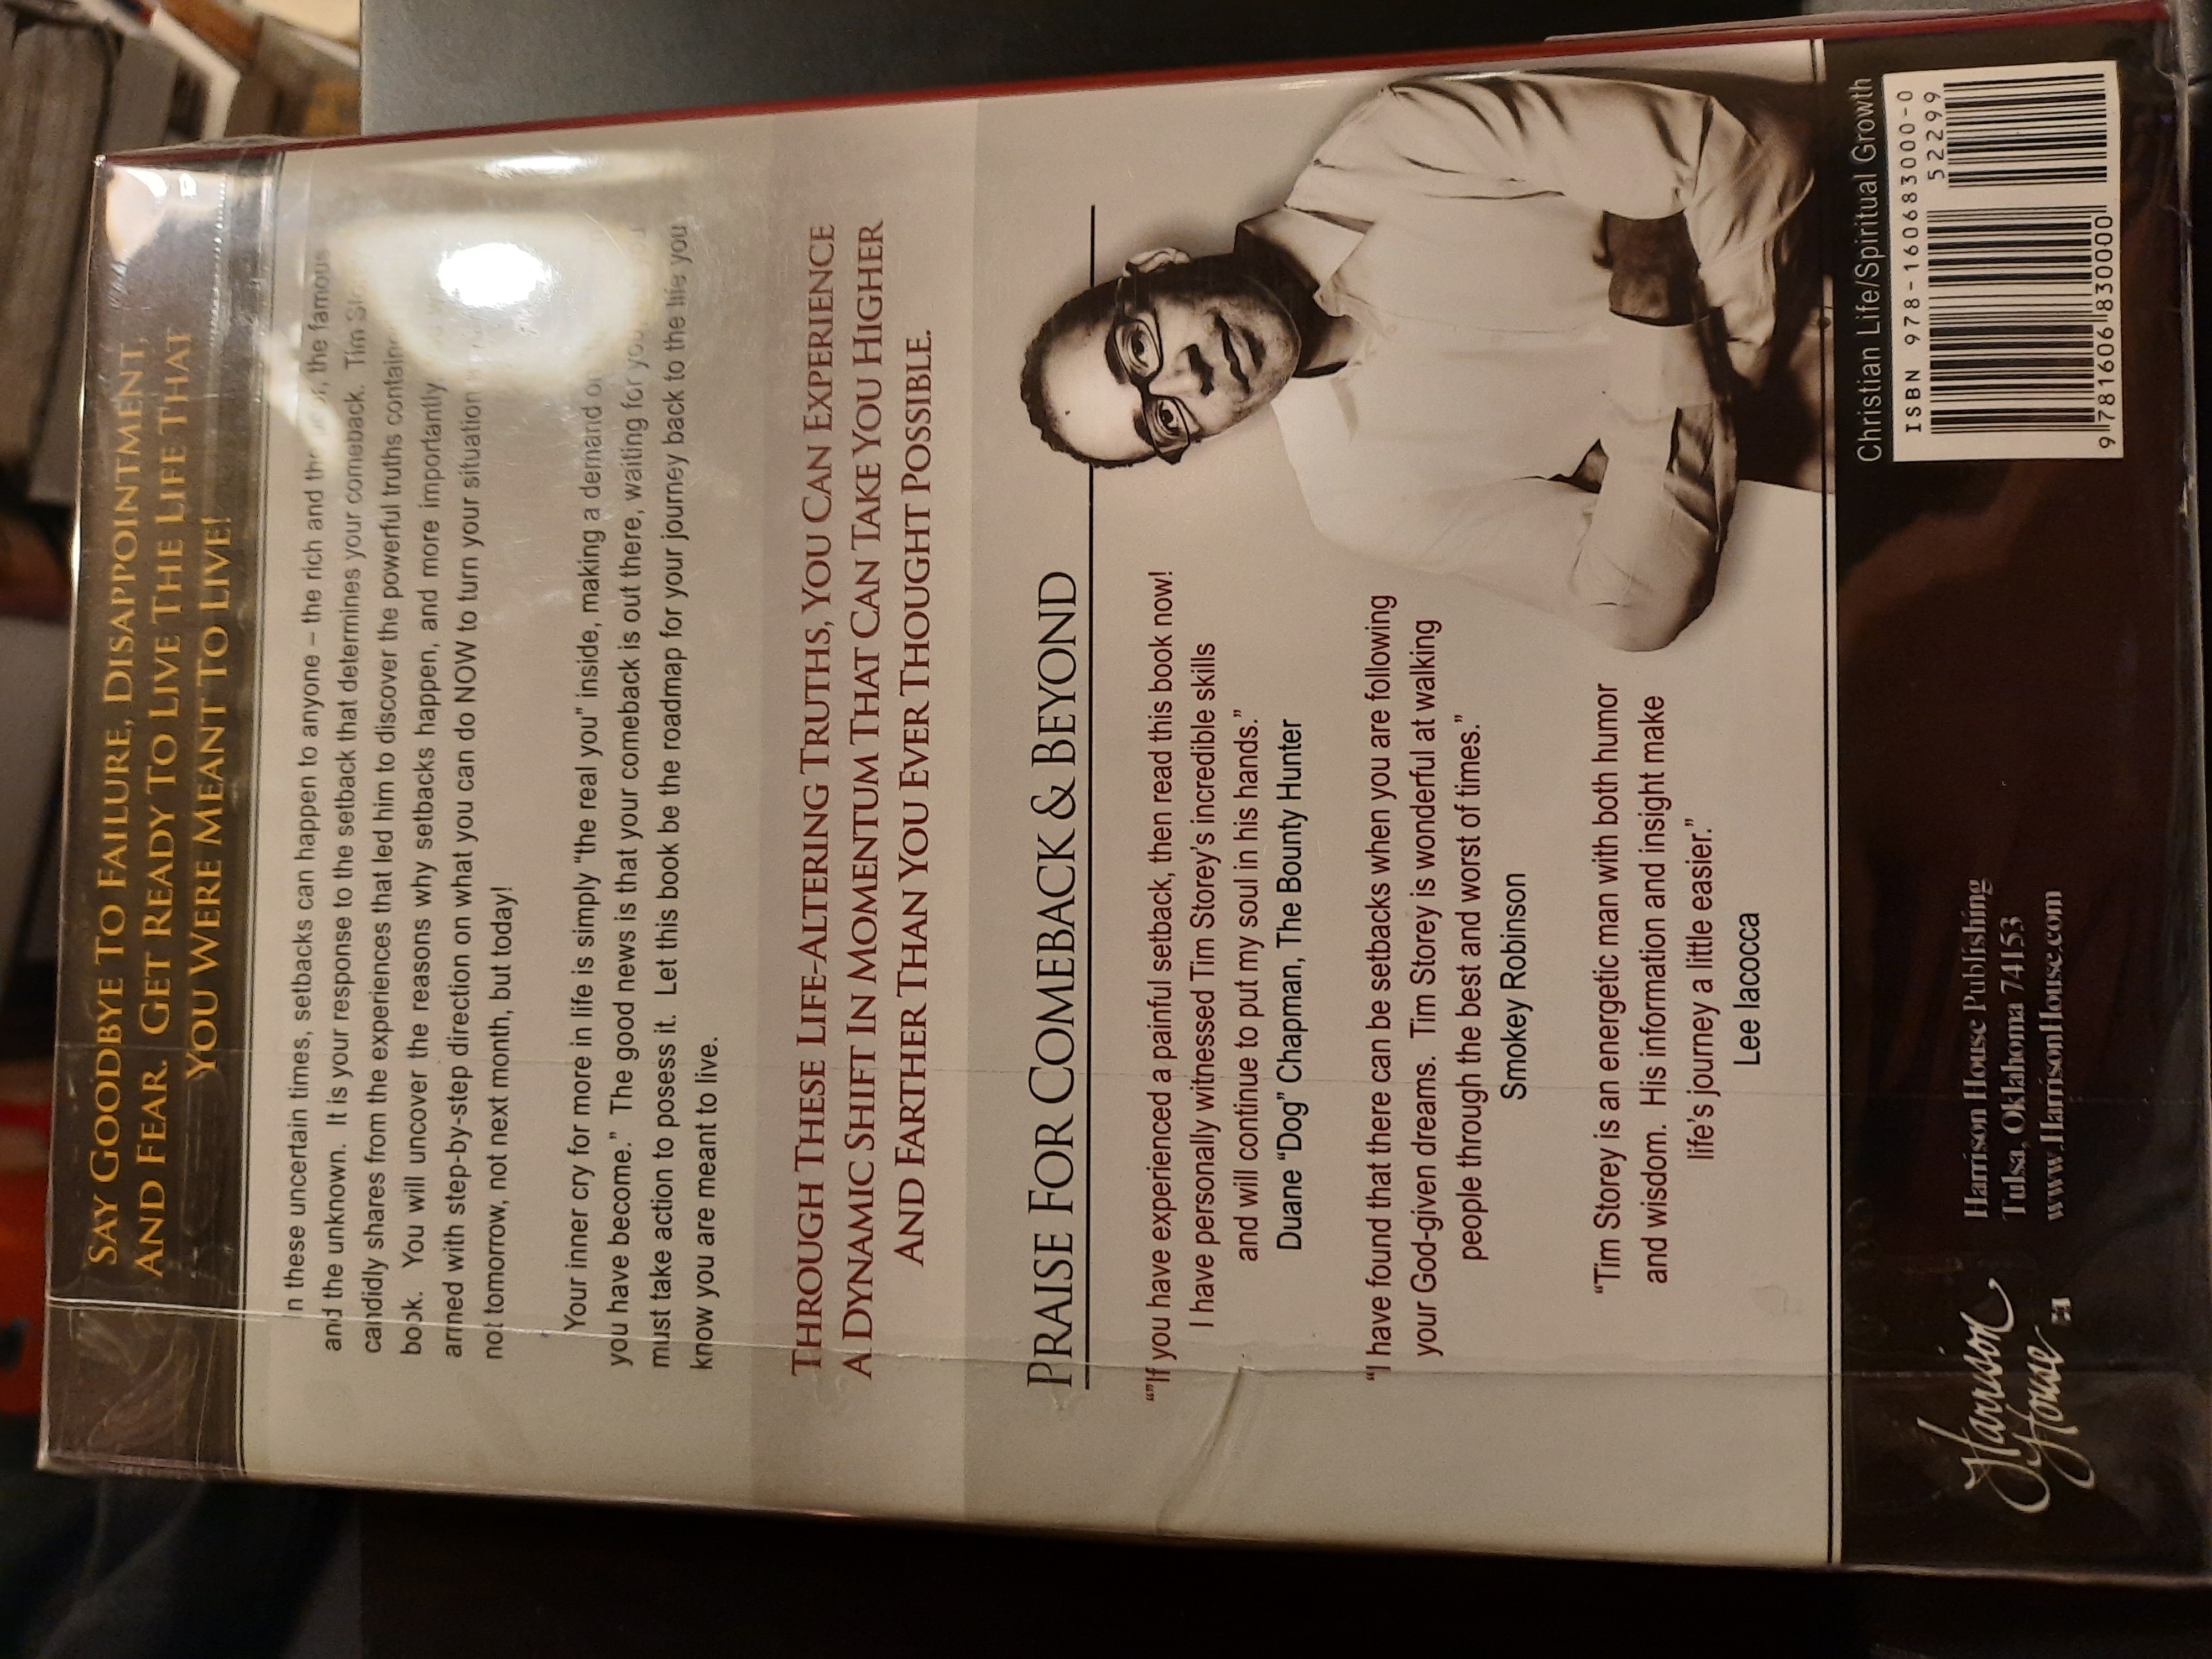 SAY GOODBYE TO FAILURE, DISAPPOINTMENT,
AND FEAR. GET READY TO LIVE THE LIFE THAT
YOU WERE MEANT TO LIVE!
n these uncertain times, setbacks can happen to anyone – the rich and the the famous
and the unknown. It is your response to the setback that determines your comeback. Tim
candidly shares from the experiences that led him to discover the powerful truths
book. You will uncover the reasons why setbacks happen, and more importantly
armed with step-by-step direction on what you can do NOW to turn your situation
not tomorrow, not next month, but today!
Your inner cry for more in life is simply “the real you” inside, making a demand
you have become.” The good news is that your comeback is out there, waiting for
must take action to possess it. Let this book be the roadmap for your journey back to the life you
know you are meant to live.
THROUGH THESE LIFE-ALTERING TRUTHS, YOU CAN EXPERIENCE
A DYNAMIC SHIFT IN MOMENTUM THAT CAN TAKE YOU HIGHER
AND FARTHER THAN YOU EVER THOUGHT POSSIBLE.
PRAISE FOR COMEBACK & BEYOND
“”If you have experienced a painful setback, then read this book now!
I have personally witnessed Tim Storey’s incredible skills
and will continue to put my soul in his hands.”
Duane “Dog” Chapman, The Bounty Hunter
“I have found that there can be setbacks when you are following
your God-given dreams. Tim Storey is wonderful at walking
people through the best and worst of times.”
Smokey Robinson
“Tim Storey is an energetic man with both humor
and wisdom. His information and insight make
life’s journey a little easier.”
Lee Iacocca
Harrison House
Harrison House Publishing
Tulsa, Oklahoma 74153
www.HarrisonHouse.com
Christian Life/Spiritual Growth
ISBN 978-160683000-0
52299
9 781606 830000